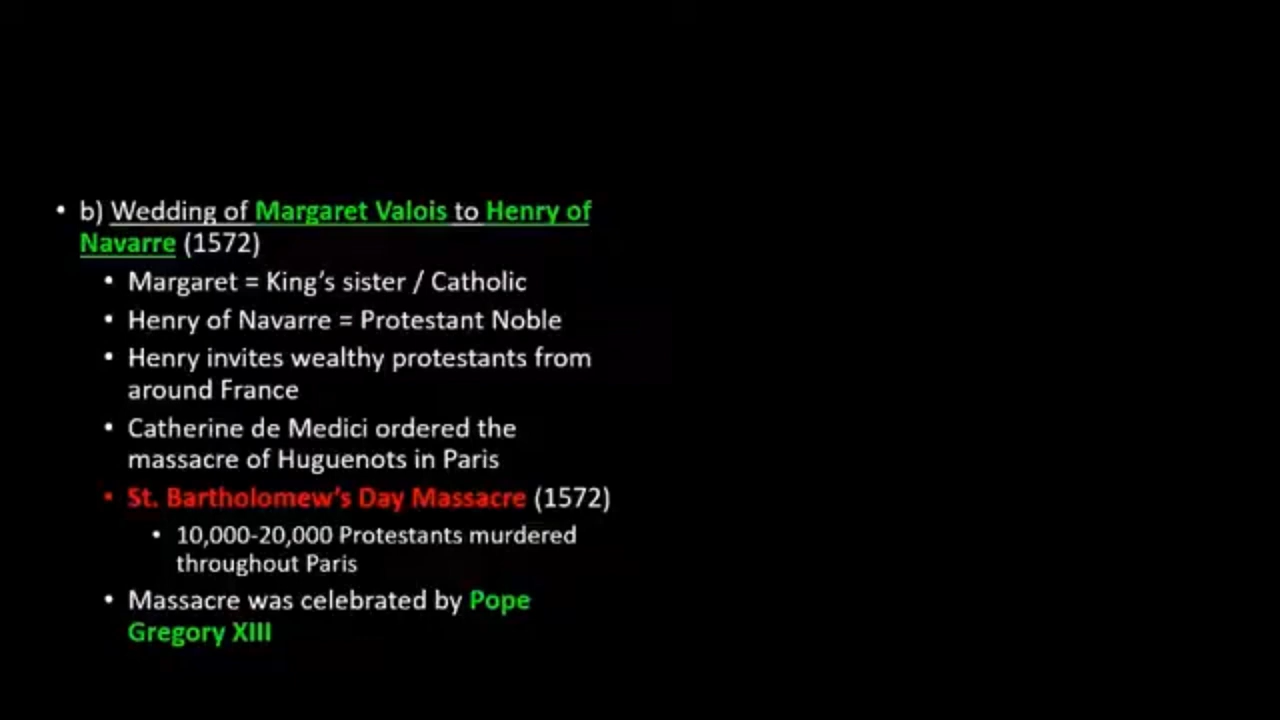 • b) Wedding of Margaret Valois to Henry of
Navarre (1572)
• Margaret = King's sister / Catholic
• Henry of Navarre = Protestant Noble
• Henry invites wealthy protestants from
around France
• Catherine de Medici ordered the
massacre of Huguenots in Paris
• St. Bartholomew's Day Massacre (1572)
• 10,000-20,000 Protestants murdered
throughout Paris
• Massacre was celebrated by Pope
Gregory XIII